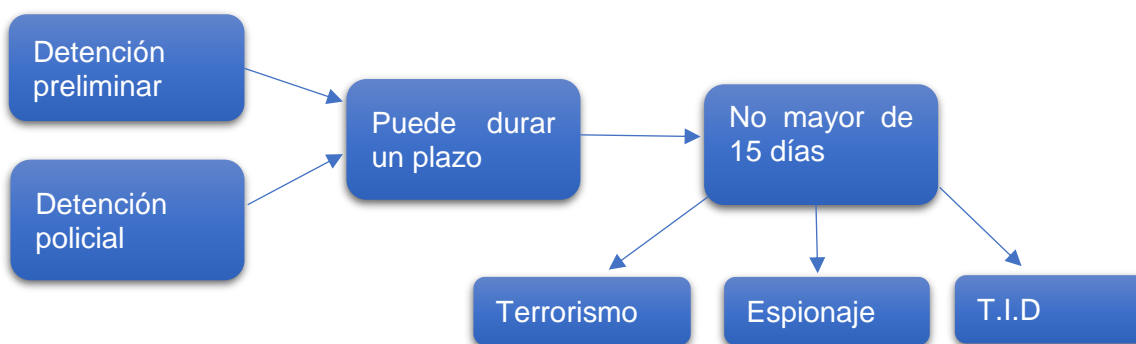 Detención
preliminar
Detención
policial
Puede durar
un plazo
No mayor de
15 días
Terrorismo
Espionaje
T.I.D